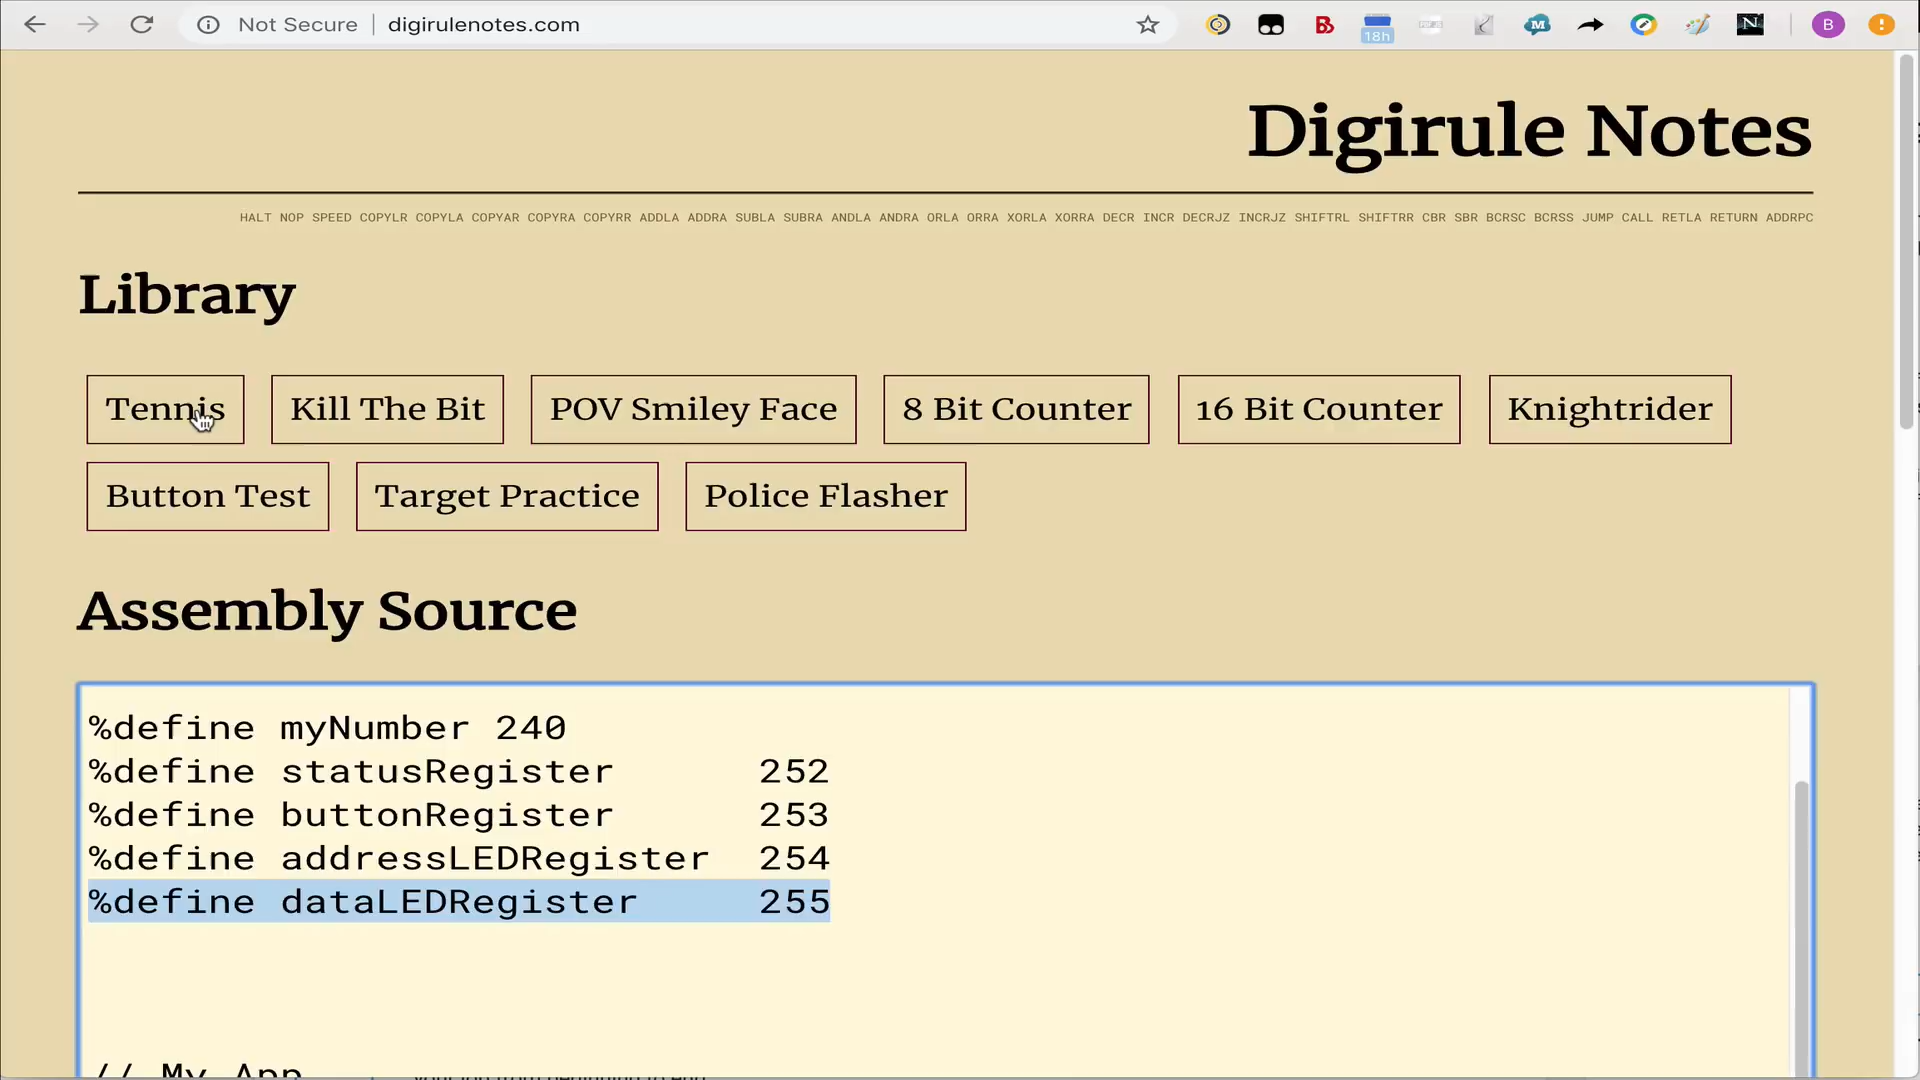 Not Secure | digirulenotes.com
18h
B
Digirule Notes
HALT NOP SPEED COPYLR COPYLA COPYAR COPYRA COPYRR ADDLA ADDRA SUBLA SUBRA ANDLA ANDRA ORLA ORRA XORLA XORRA DECR INCR DECRJZ INCRJZ SHIFTRL SHIFTRR CBR SBR BCRSC BCRSS JUMP CALL RETLA RETURN ADDRPC
Library
Tennis Kill The Bit POV Smiley Face 8 Bit Counter 16 Bit Counter Knightrider
Button Test Target Practice Police Flasher
Assembly Source
%define myNumber 240
%define statusRegister 252
%define buttonRegister 253
%define addressLEDRegister 254
%define dataLEDRegister 255
// My App